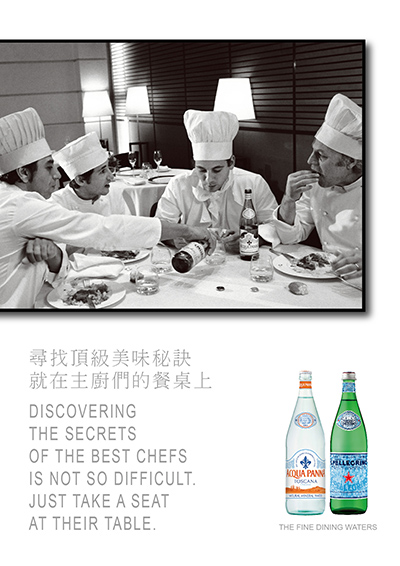 尋找頂級美味秘訣
就在主廚們的餐桌上
DISCOVERING
THE SECRETS
OF THE BEST CHEFS
IS NOT SO DIFFICULT.
JUST TAKE A SEAT
AT THEIR TABLE.
ACQUA PANNA
TOSCANA
S.PELLEGRINO
THE FINE DINING WATERS